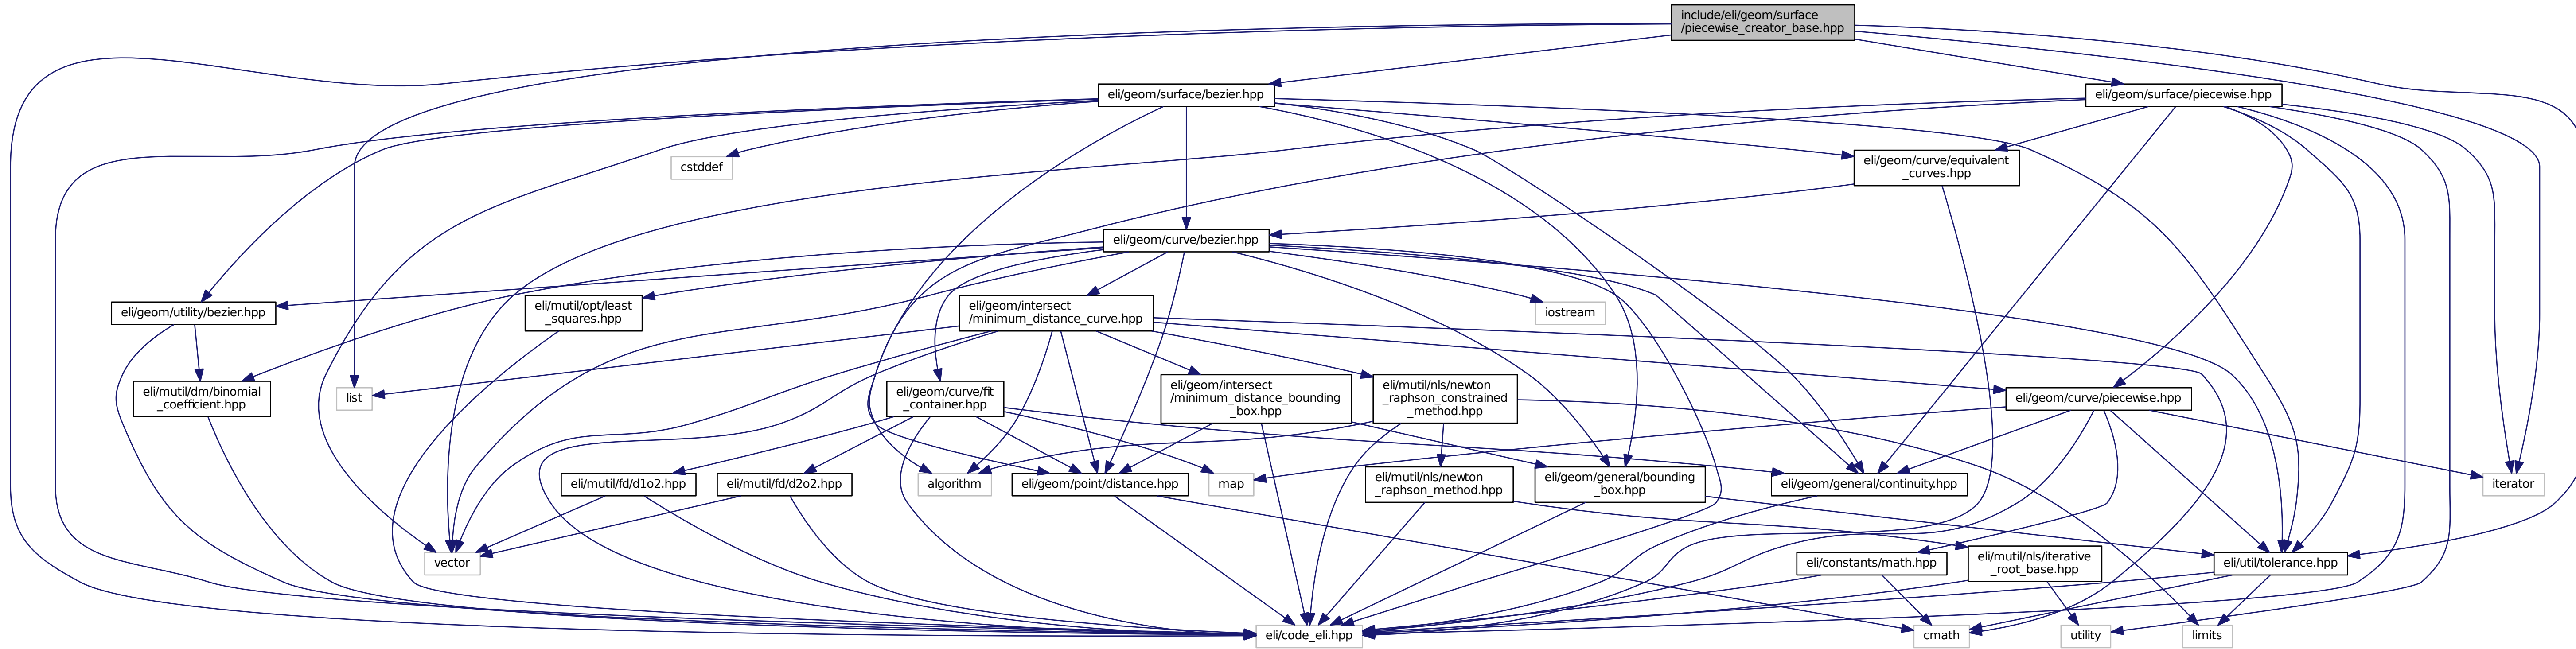 include/eli/geom/surface
/piecewise_creator_base.hpp
eli/geom/surface/bezier.hpp
eli/geom/surface/piecewise.hpp
cstddef
eli/geom/curve/equivalent
_curves.hpp
eli/geom/curve/bezier.hpp
eli/geom/utility/bezier.hpp
eli/mutil/opt/least
_squares.hpp
eli/geom/intersect
/minimum_distance_curve.hpp
iostream
eli/mutil/dm/binomial
_coefficient.hpp
list
eli/geom/curve/fit
_container.hpp
eli/geom/intersect
/minimum_distance_bounding
_box.hpp
eli/mutil/nls/newton
_raphson_constrained
_method.hpp
eli/geom/curve/piecewise.hpp
eli/mutil/fd/d1o2.hpp
eli/mutil/fd/d2o2.hpp
algorithm
eli/geom/point/distance.hpp
map
eli/mutil/nls/newton
_raphson_method.hpp
eli/geom/general/bounding
_box.hpp
eli/geom/general/continuity.hpp
iterator
vector
eli/constants/math.hpp
eli/mutil/nls/iterative
_root_base.hpp
eli/util/tolerance.hpp
eli/code_eli.hpp
cmath
utility
limits